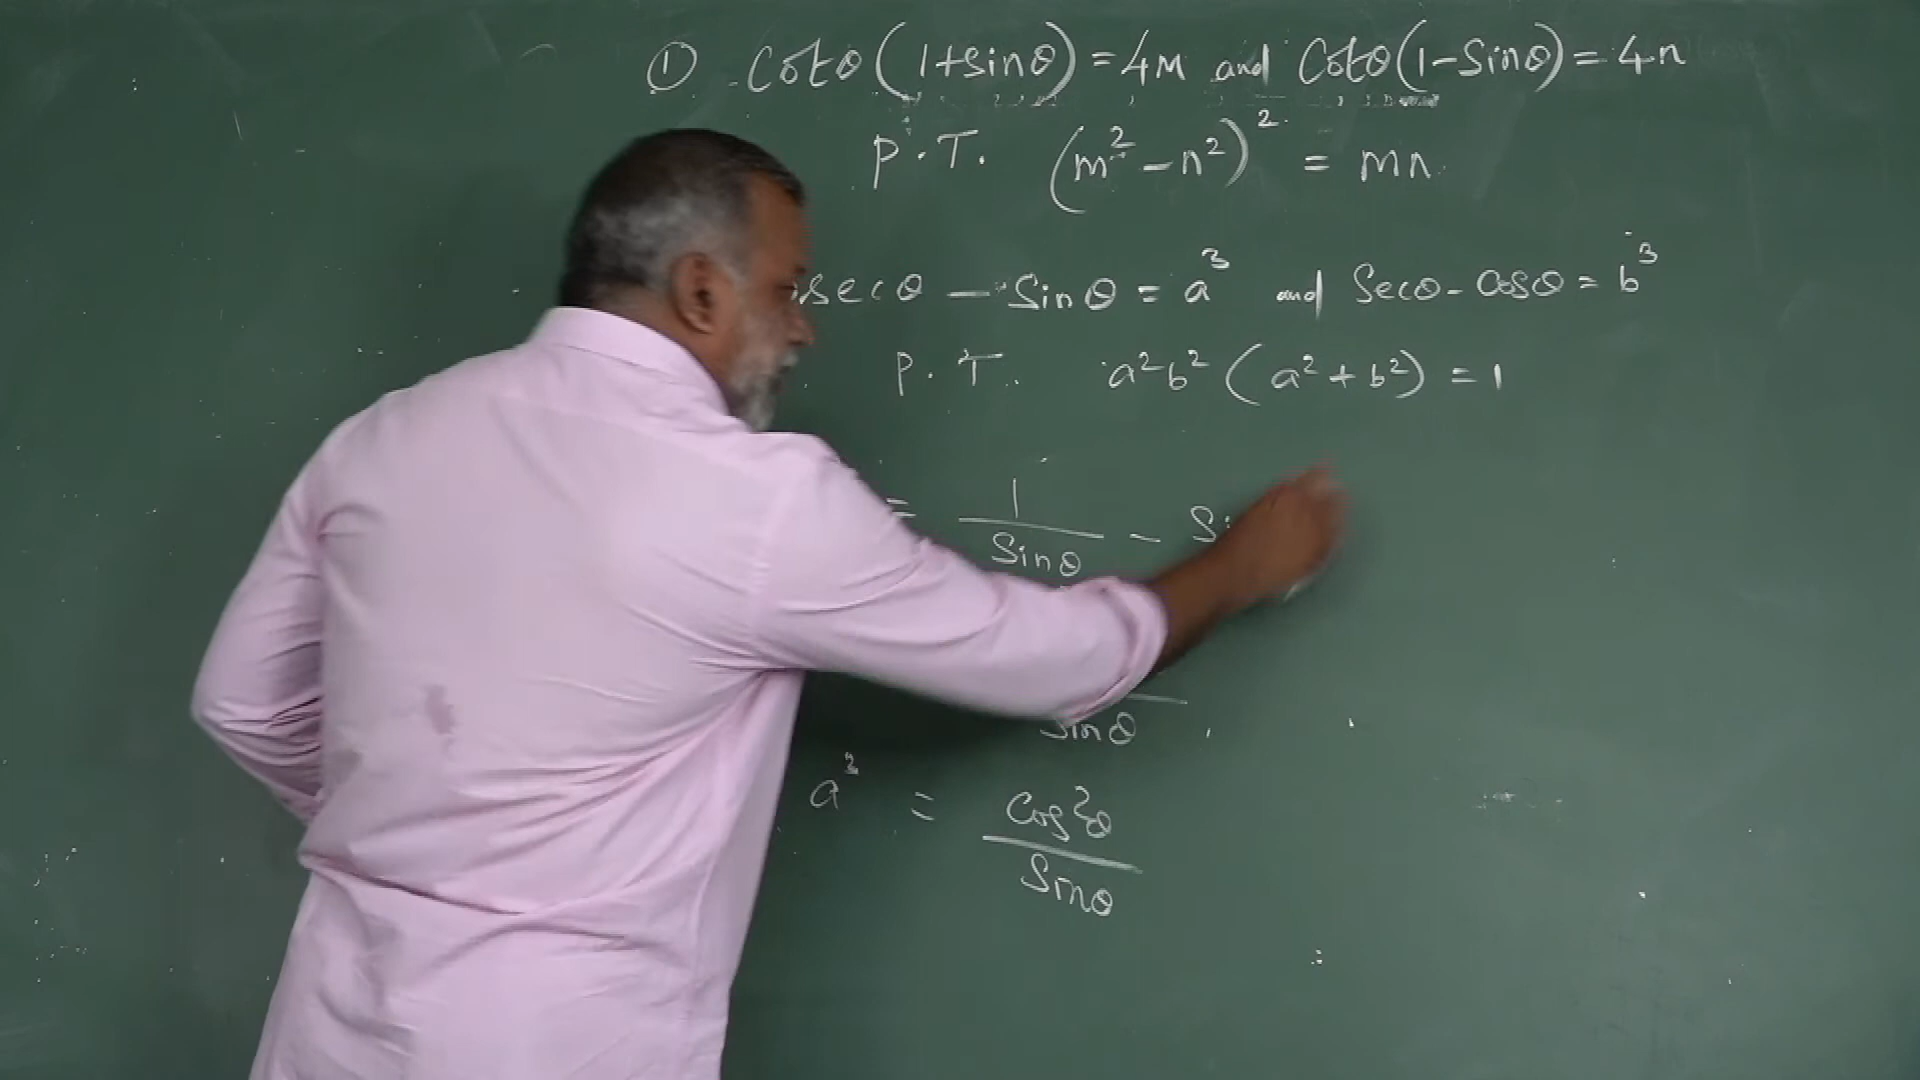 ① Cotθ (1+sinθ) = 4m and Cotθ (1-Sinθ) = 4n
P.T. (m² - n²)² = mn
secθ - Sinθ = a³ and Secθ - Cosθ = b³
P.T. a²b² (a² + b²) = 1
= 1/Sinθ - Si
Sinθ
a³ = Cos²θ/Sinθ